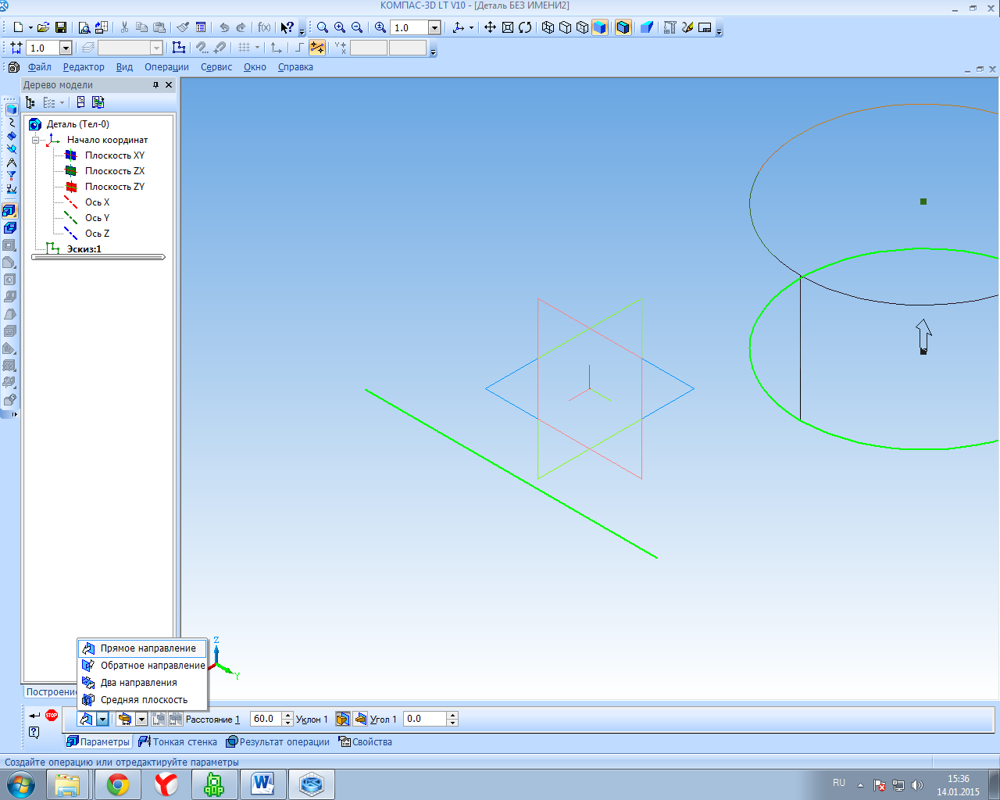 КОМПАС-3D LT V10 - [Деталь БЕЗ ИМЕНИ2]
f(x) 1.0
1.0
Файл Редактор Вид Операции Сервис Окно Справка
Дерево модели
Деталь (Тел-0)
Начало координат
Плоскость XY
Плоскость ZX
Плоскость ZY
Ось X
Ось Y
Ось Z
Эскиз:1
Z
Y
Прямое направление
Обратное направление
Два направления
Средняя плоскость
Построение
STOP
Расстояние 1 60.0 Уклон 1 Угол 1 0.0
Параметры Тонкая стенка Результат операции Свойства
Создайте операцию или отредактируйте параметры
RU
15:36
14.01.2015